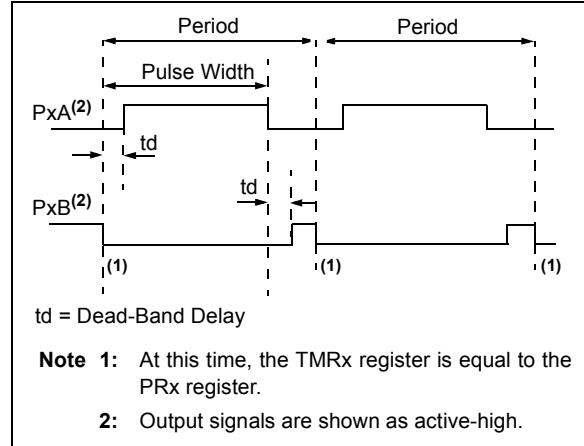 Period Period
Pulse Width
PxA(2)
td
td
PxB(2)
(1) (1) (1)
td = Dead-Band Delay
Note 1: At this time, the TMRx register is equal to the
PRx register.
2: Output signals are shown as active-high.